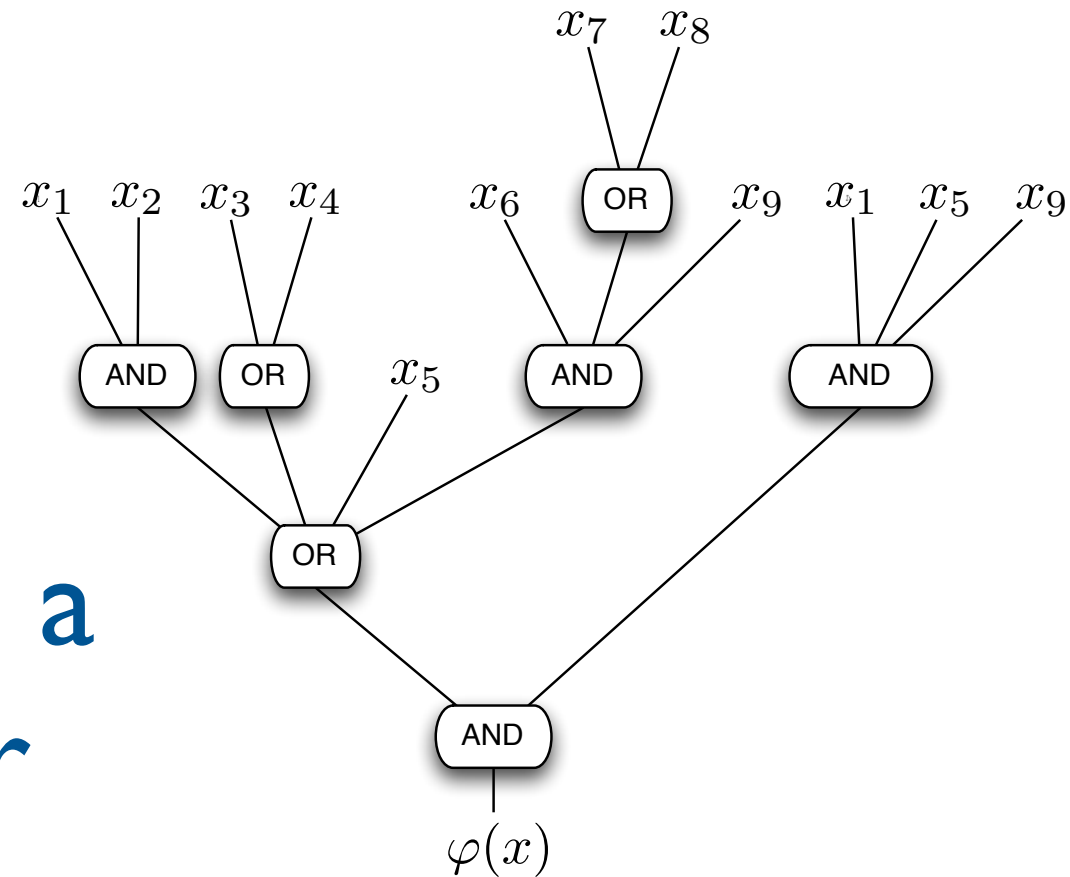 x₇ x₈
x₁ x₂ x₃ x₄ x₆ OR x₉ x₁ x₅ x₉
AND OR x₅ AND AND
OR
a
r
AND
φ(x)